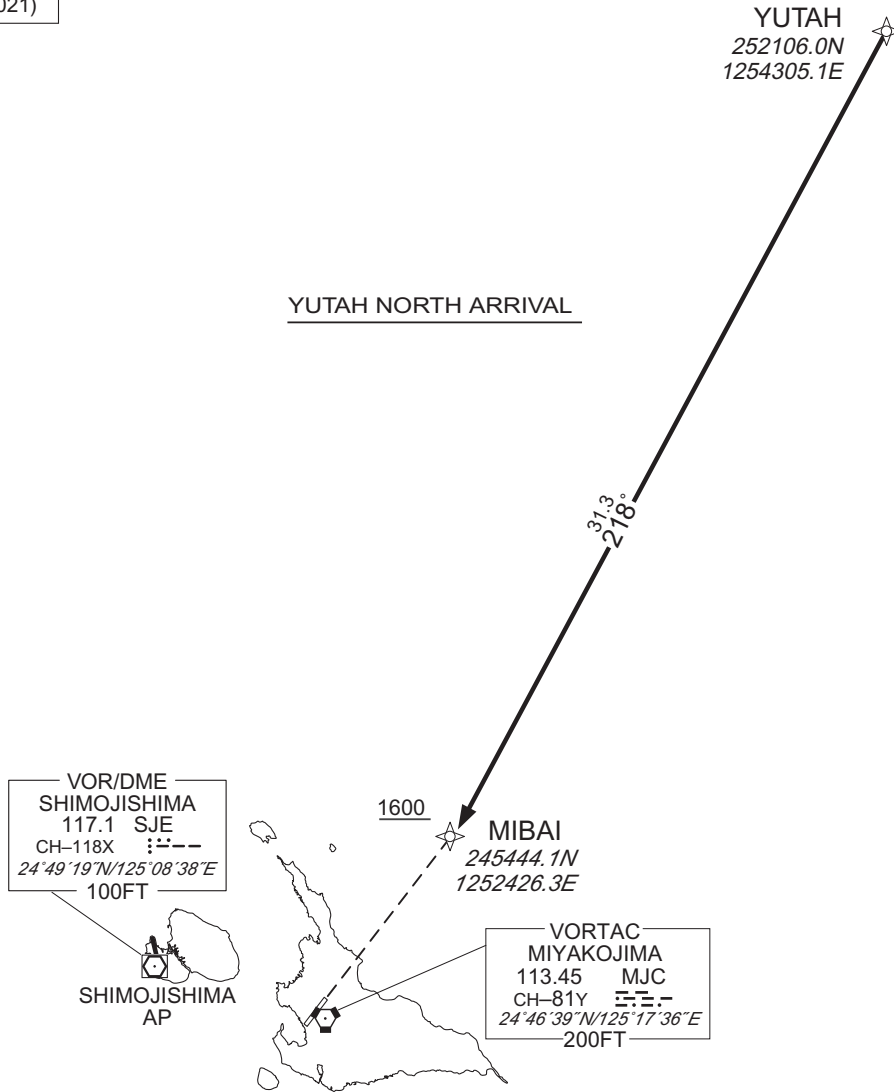 021)
YUTAH
252106.0N
1254305.1E
YUTAH NORTH ARRIVAL
31.3
218°
VOR/DME
SHIMOJISHIMA
117.1 SJE
CH–118X
24°49´19˝N/125°08´38˝E
100FT
1600
MIBAI
245444.1N
1252426.3E
SHIMOJISHIMA
AP
VORTAC
MIYAKOJIMA
113.45 MJC
CH–81Y
24°46´39˝N/125°17´36˝E
200FT